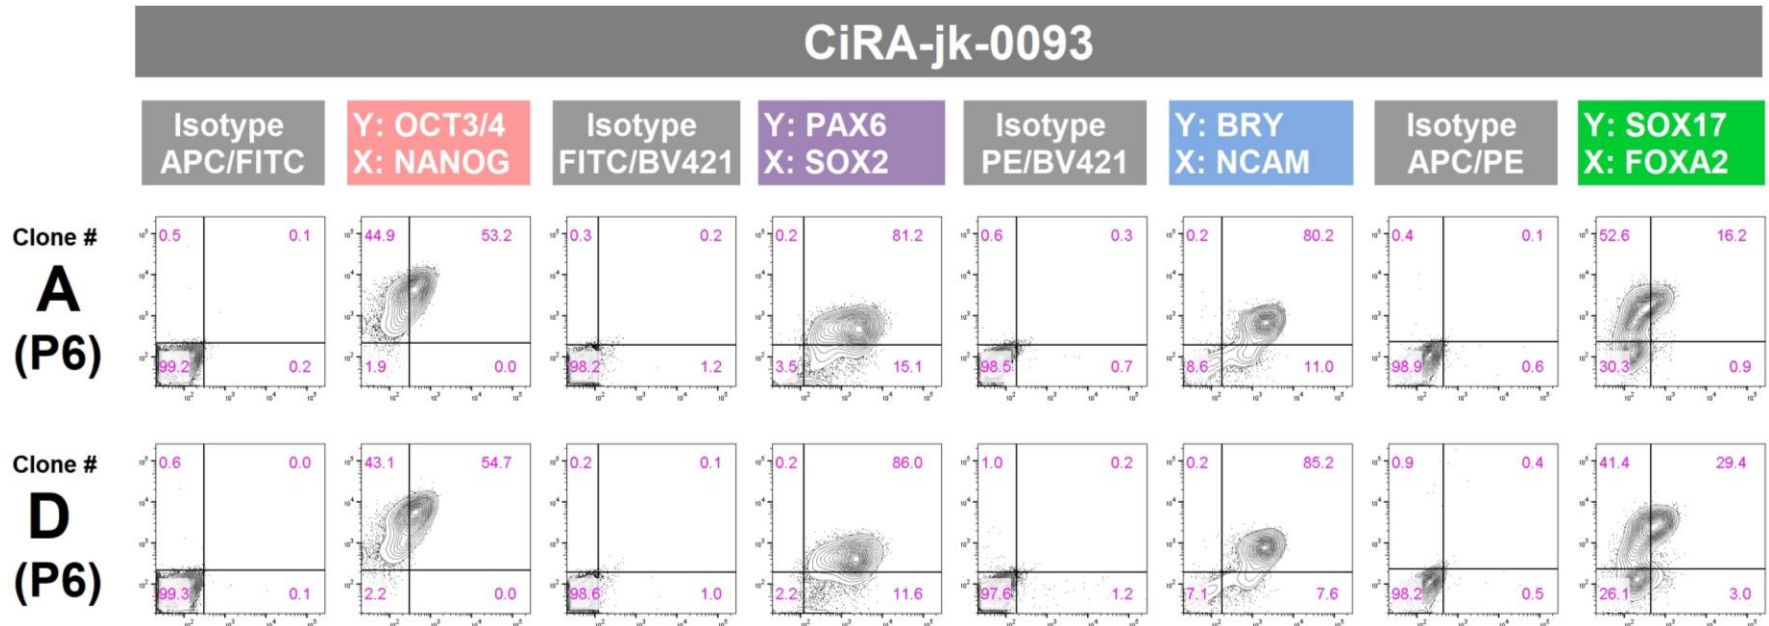 CiRA-jk-0093
Isotype
APC/FITC
Y: OCT3/4
X: NANOG
Isotype
FITC/BV421
Y: PAX6
X: SOX2
Isotype
PE/BV421
Y: BRY
X: NCAM
Isotype
APC/PE
Y: SOX17
X: FOXA2
Clone #
A
(P6)
0.5 0.1
99.2 0.2
44.9 53.2
1.9 0.0
0.3 0.2
98.2 1.2
0.2 81.2
3.5 15.1
0.6 0.3
98.5 0.7
0.2 80.2
8.6 11.0
0.4 0.1
98.9 0.6
52.6 16.2
30.3 0.9
Clone #
D
(P6)
0.6 0.0
99.3 0.1
43.1 54.7
2.2 0.0
0.2 0.1
98.6 1.0
0.2 86.0
2.2 11.6
1.0 0.2
97.6 1.2
0.2 85.2
7.1 7.6
0.9 0.4
98.2 0.5
41.4 29.4
26.1 3.0